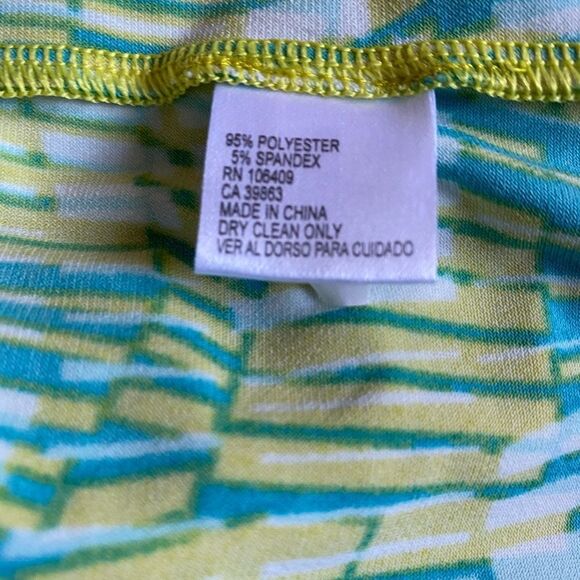 95% POLYESTER
5% SPANDEX
RN 106409
CA 39863
MADE IN CHINA
DRY CLEAN ONLY
VER AL DORSO PARA CUIDADO